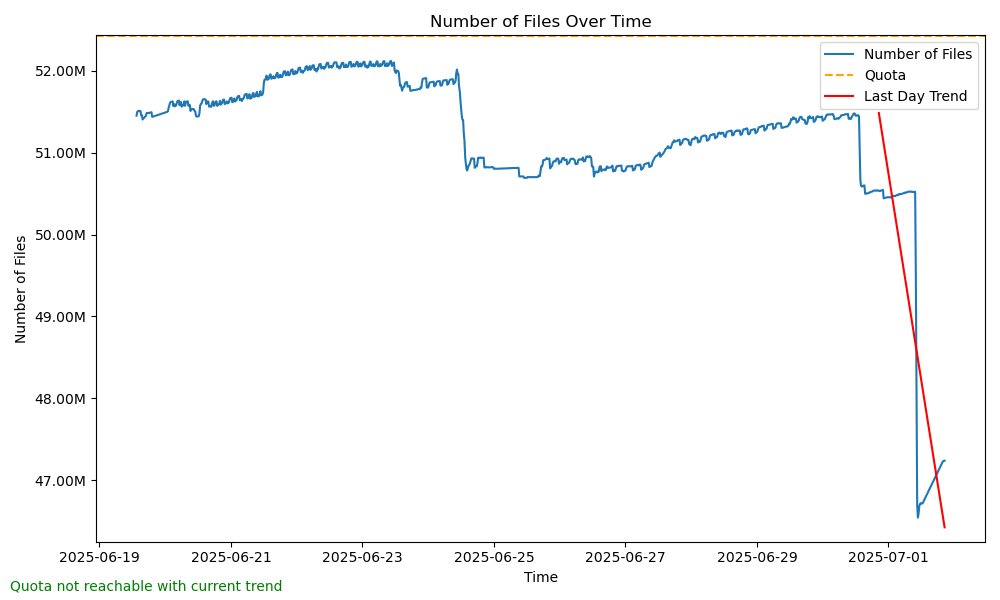 Number of Files Over Time
Number of Files
Quota
Last Day Trend
Number of Files
52.00M
51.00M
50.00M
49.00M
48.00M
47.00M
2025-06-19
2025-06-21
2025-06-23
2025-06-25
2025-06-27
2025-06-29
2025-07-01
Time
Quota not reachable with current trend